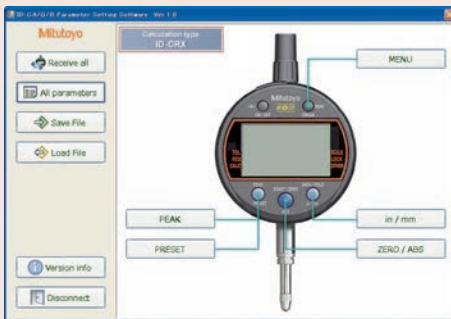 ID-CA/G/B Parameter Setting Software Ver.1.0
Mitutoyo
Receive all
All parameters
Save File
Load File
Version info
Disconnect
Calculation type
ID-CRX
MENU
Mitutoyo
PEAK
PRESET
in / mm
ZERO / ABS